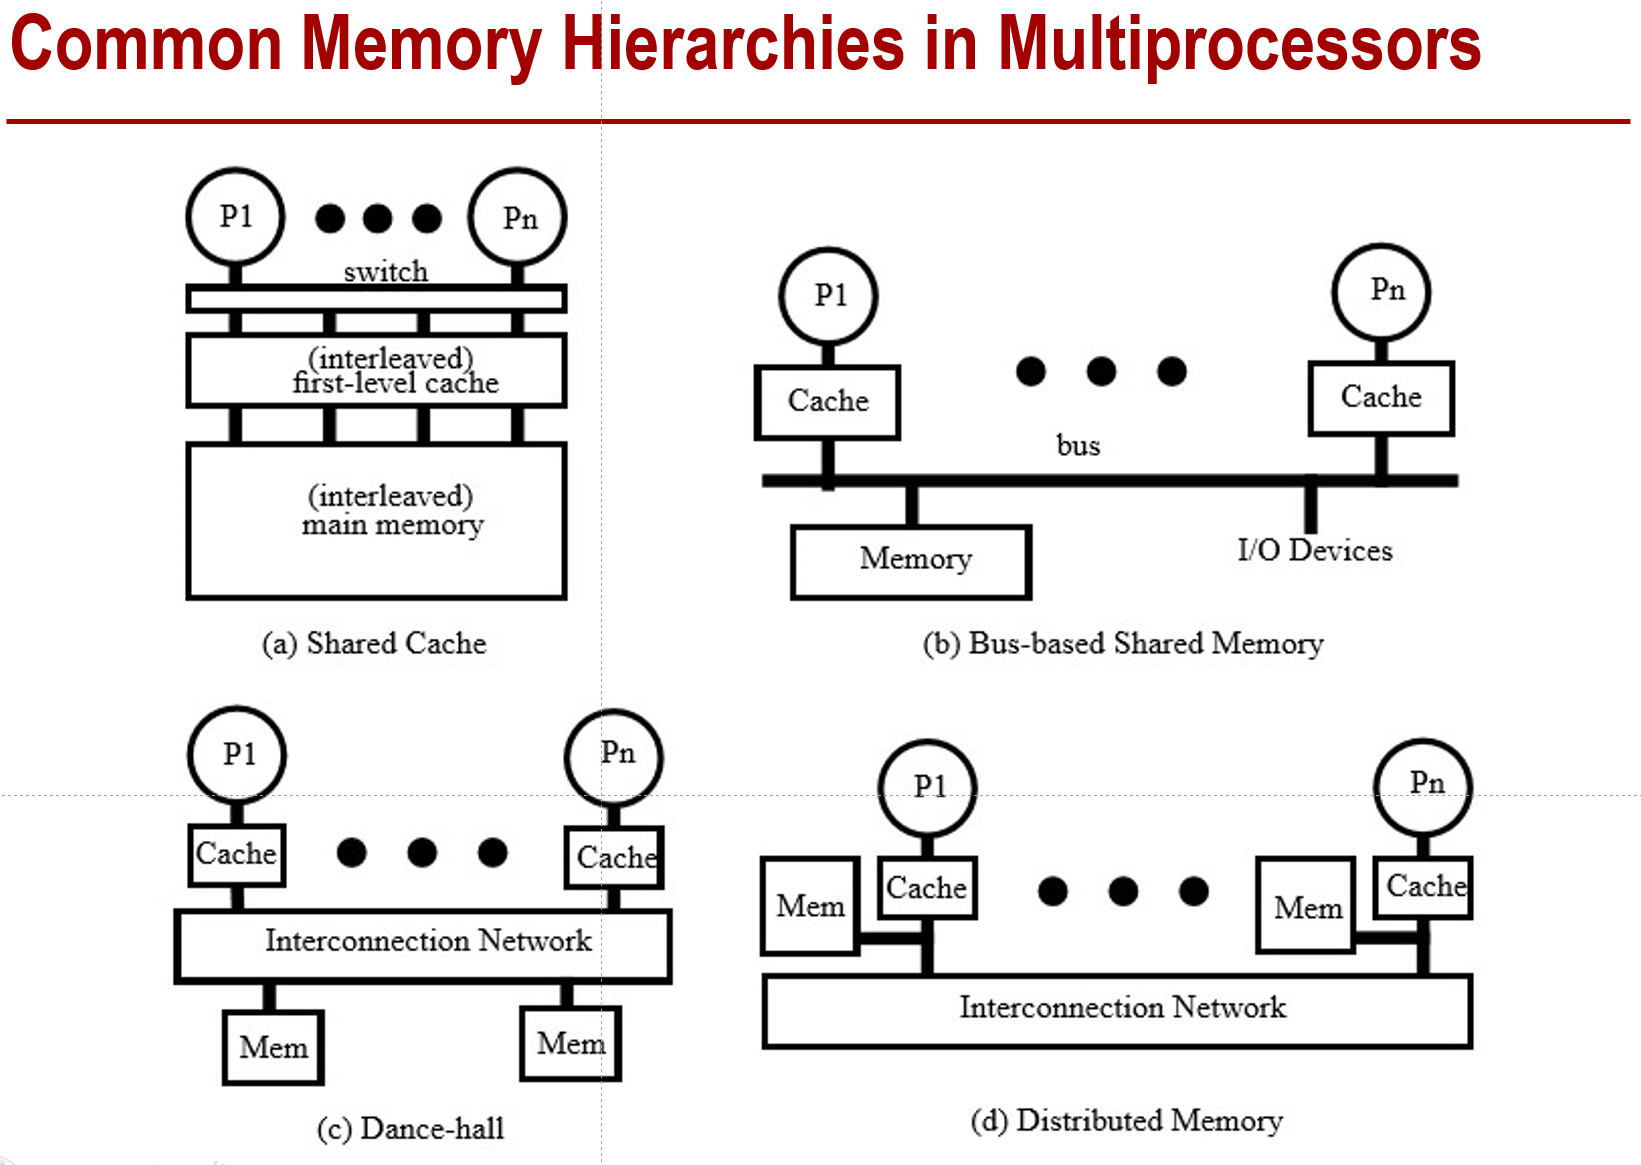 Common Memory Hierarchies in Multiprocessors
P1
Pn
switch
(interleaved)
first-level cache
(interleaved)
main memory
(a) Shared Cache
P1
Pn
Cache
Cache
bus
Memory
I/O Devices
(b) Bus-based Shared Memory
P1
Pn
Cache
Cache
Interconnection Network
Mem
Mem
(c) Dance-hall
P1
Pn
Mem
Cache
Mem
Cache
Interconnection Network
(d) Distributed Memory